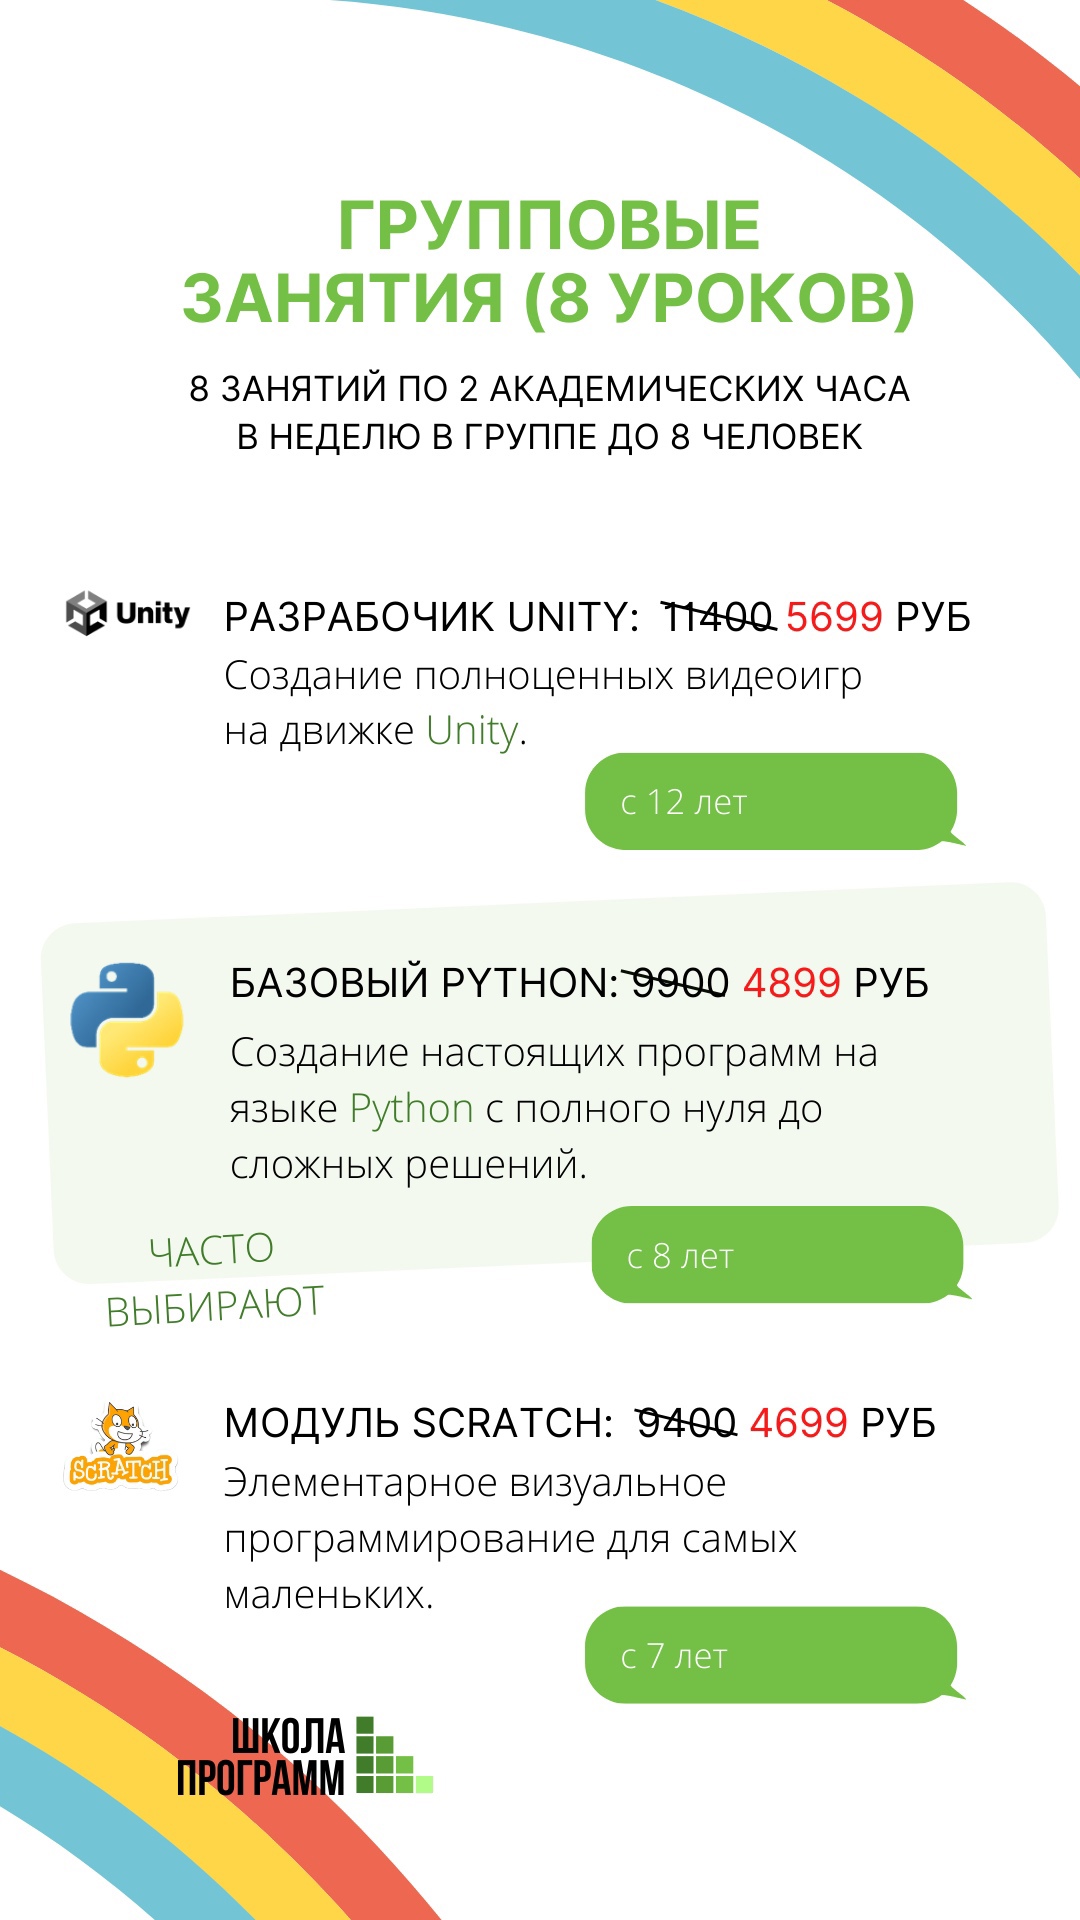 ГРУППОВЫЕ
ЗАНЯТИЯ (8 УРОКОВ)
8 ЗАНЯТИЙ ПО 2 АКАДЕМИЧЕСКИХ ЧАСА
В НЕДЕЛЮ В ГРУППЕ ДО 8 ЧЕЛОВЕК
Unity
РАЗРАБОЧИК UNITY: 11400 5699 РУБ
Создание полноценных видеоигр
на движке Unity.
с 12 лет
БАЗОВЫЙ PYTHON: 9900 4899 РУБ
Создание настоящих программ на
языке Python с полного нуля до
сложных решений.
ЧАСТО
ВЫБИРАЮТ
с 8 лет
SCRATCH
МОДУЛЬ SCRATCH: 9400 4699 РУБ
Элементарное визуальное
программирование для самых
маленьких.
с 7 лет
ШКОЛА
ПРОГРАММ